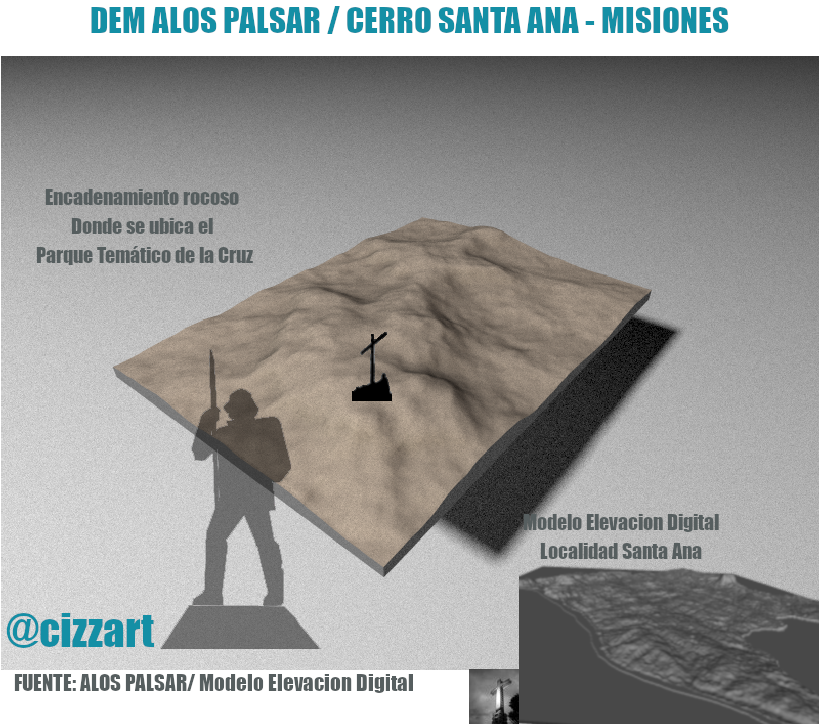 DEM ALOS PALSAR / CERRO SANTA ANA - MISIONES
Encadenamiento rocoso
Donde se ubica el
Parque Temático de la Cruz
Modelo Elevacion Digital
Localidad Santa Ana
@cizzart
FUENTE: ALOS PALSAR/ Modelo Elevacion Digital